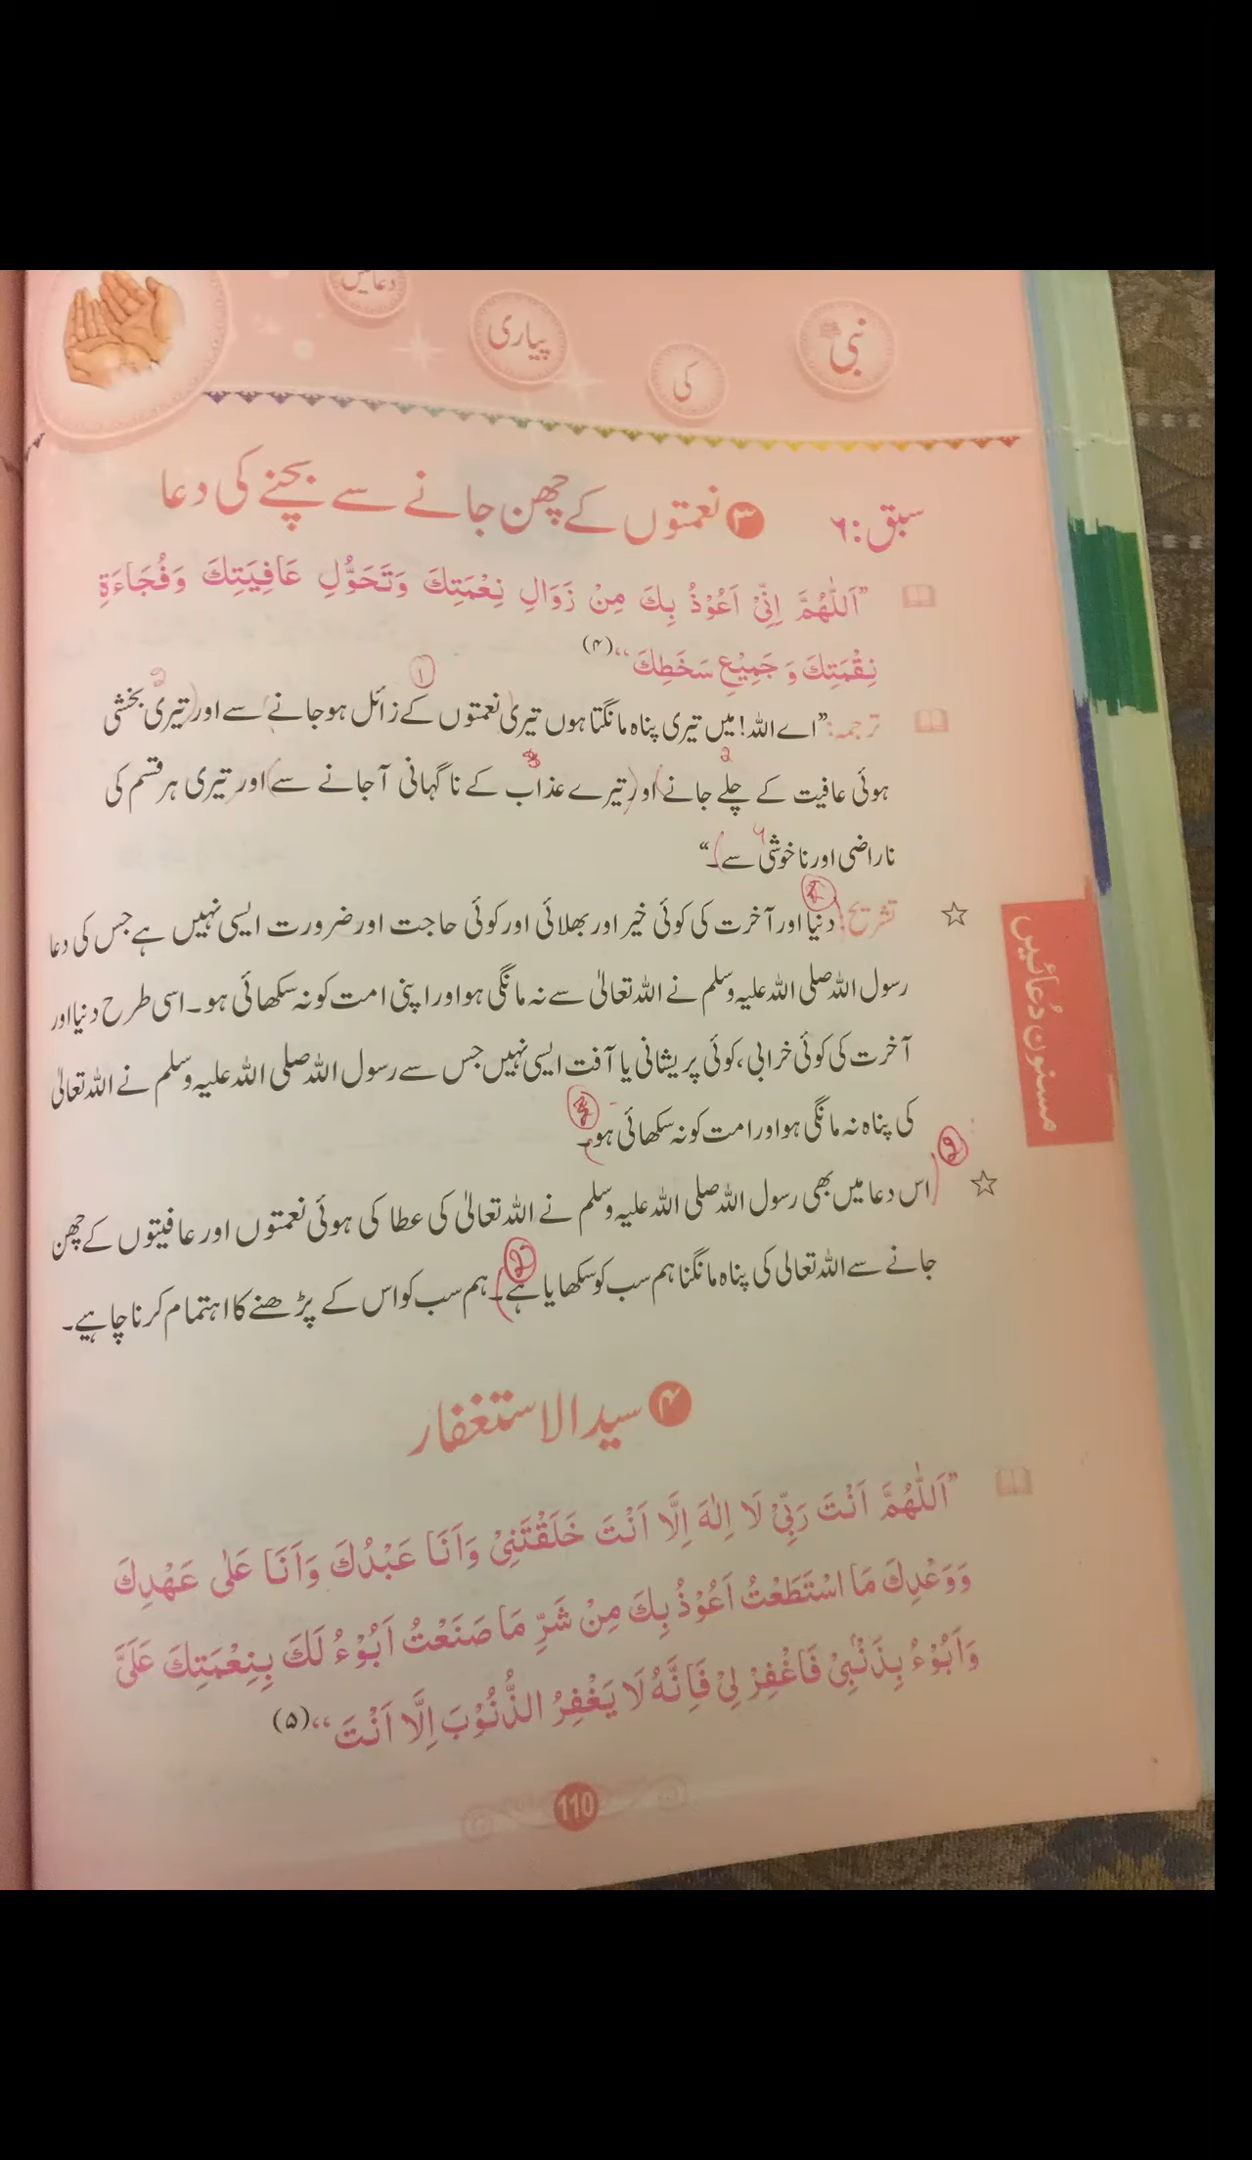 نبی ﷺ
کی
پیاری
دعائیں
سبق:۶ ۳ نعمتوں کے چھن جانے سے بچنے کی دعا
”اَللّٰهُمَّ اِنِّیْ اَعُوْذُ بِكَ مِنْ زَوَالِ نِعْمَتِكَ وَتَحَوُّلِ عَافِيَتِكَ وَفُجَاءَةِ
نِقْمَتِكَ وَ جَمِيْعِ سَخَطِكَ“ (۴)
ترجمہ: ”اے اللہ! میں تیری پناہ مانگتا ہوں تیری نعمتوں کے زائل ہو جانے سے اور تیری بخشی
ہوئی عافیت کے چلے جانے اور تیرے عذاب کے ناگہانی آجانے سے اور تیری ہر قسم کی
ناراضی اور ناخوشی سے۔“
تشریح: دنیا اور آخرت کی کوئی خیر اور بھلائی اور کوئی حاجت اور ضرورت ایسی نہیں ہے جس کی دعا
رسول اللہ صلی اللہ علیہ وسلم نے اللہ تعالیٰ سے نہ مانگی ہو اور اپنی امت کو نہ سکھائی ہو۔ اسی طرح دنیا اور
آخرت کی کوئی خرابی، کوئی پریشانی یا آفت ایسی نہیں جس سے رسول اللہ صلی اللہ علیہ وسلم نے اللہ تعالیٰ
کی پناہ نہ مانگی ہو اور امت کو نہ سکھائی ہو۔
اس دعا میں بھی رسول اللہ صلی اللہ علیہ وسلم نے اللہ تعالیٰ کی عطا کی ہوئی نعمتوں اور عافیتوں کے چھن
جانے سے اللہ تعالی کی پناہ مانگنا ہم سب کو سکھایا ہے۔ ہم سب کو اس کے پڑھنے کا اہتمام کرنا چاہیے۔
مسنون دُعائیں
۴ سید الاستغفار
”اَللّٰهُمَّ اَنْتَ رَبِّیْ لَا اِلٰهَ اِلَّا اَنْتَ خَلَقْتَنِیْ وَاَنَا عَبْدُكَ وَاَنَا عَلٰی عَهْدِكَ
وَوَعْدِكَ مَا اسْتَطَعْتُ اَعُوْذُ بِكَ مِنْ شَرِّ مَا صَنَعْتُ اَبُوْءُ لَكَ بِنِعْمَتِكَ عَلَیَّ
وَاَبُوْءُ بِذَنْۢبِیْ فَاغْفِرْ لِیْ فَاِنَّهُ لَا يَغْفِرُ الذُّنُوْبَ اِلَّا اَنْتَ“ (۵)
110